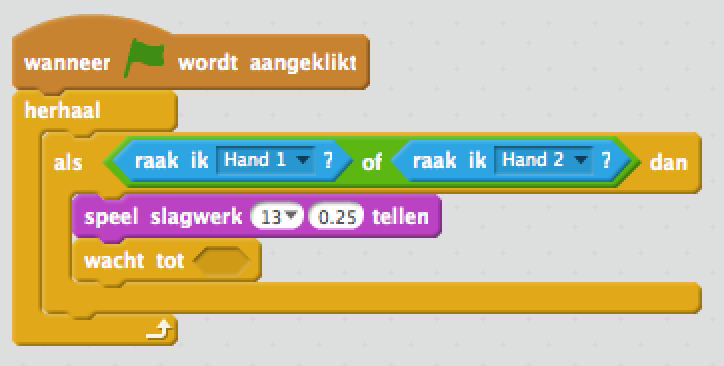 wanneer wordt aangeklikt
herhaal
als raak ik Hand 1 ? of raak ik Hand 2 ? dan
speel slagwerk 13 0.25 tellen
wacht tot